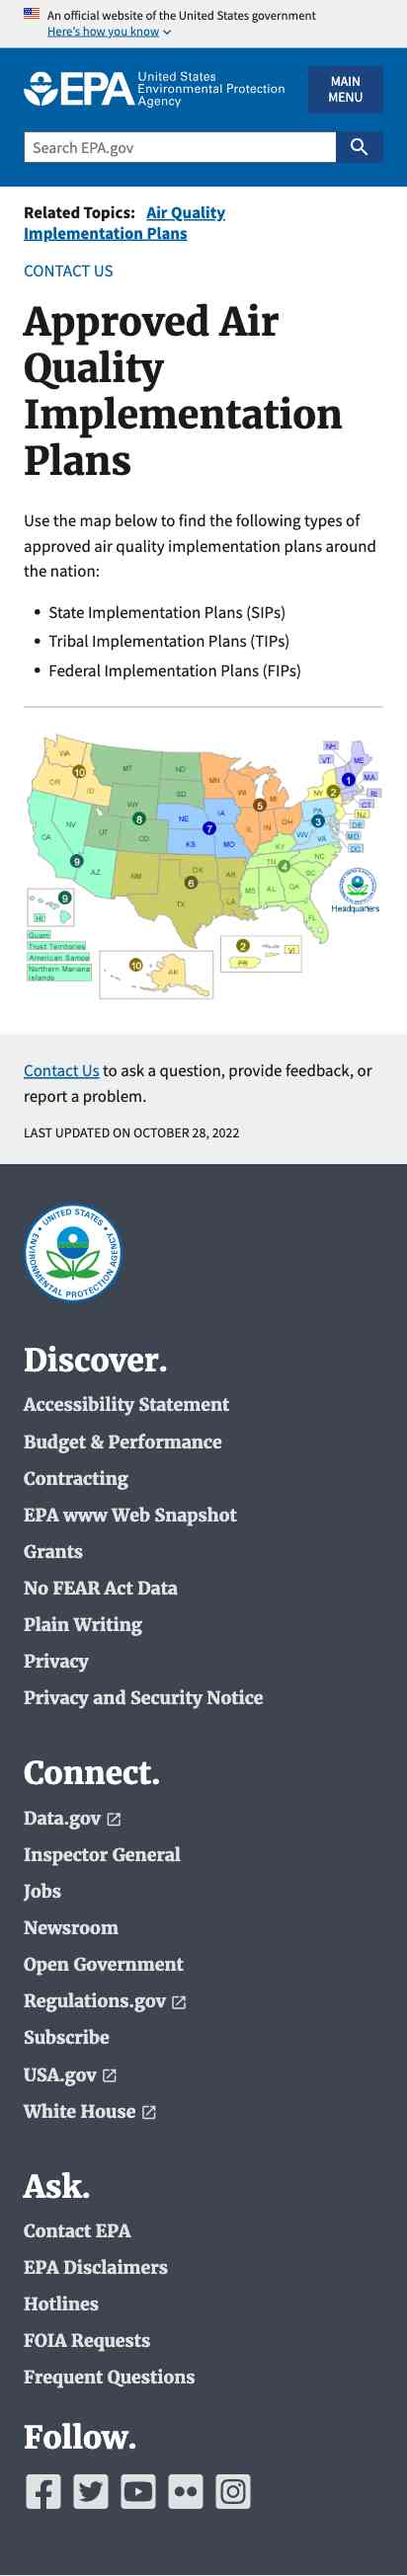 An official website of the United States government
Here's how you know
EPA United States
Environmental Protection
Agency
MAIN
MENU
Search EPA.gov
Related Topics: Air Quality
Implementation Plans
CONTACT US
Approved Air
Quality
Implementation
Plans
Use the map below to find the following types of
approved air quality implementation plans around
the nation:
• State Implementation Plans (SIPs)
• Tribal Implementation Plans (TIPs)
• Federal Implementation Plans (FIPs)
WA
10
OR
ID
MT
ND
SD
WY
8
UT
CO
NV
CA
9
AZ
NM
OK
6
TX
AR
LA
NE
IA
7
KS
MO
MN
WI
MI
5
IL
IN
OH
KY
TN
4
NC
SC
MS
AL
GA
FL
NH
VT
ME
1
MA
RI
CT
NY
2
NJ
PA
3
WV
VA
DE
MD
DC
Headquarters
9
HI
Guam
Trust Territories
American Samoa
Northern Mariana
Islands
10
AK
2
PR
VI
Contact Us to ask a question, provide feedback, or
report a problem.
LAST UPDATED ON OCTOBER 28, 2022
UNITED STATES
ENVIRONMENTAL PROTECTION AGENCY
Discover.
Accessibility Statement
Budget & Performance
Contracting
EPA www Web Snapshot
Grants
No FEAR Act Data
Plain Writing
Privacy
Privacy and Security Notice
Connect.
Data.gov
Inspector General
Jobs
Newsroom
Open Government
Regulations.gov
Subscribe
USA.gov
White House
Ask.
Contact EPA
EPA Disclaimers
Hotlines
FOIA Requests
Frequent Questions
Follow.